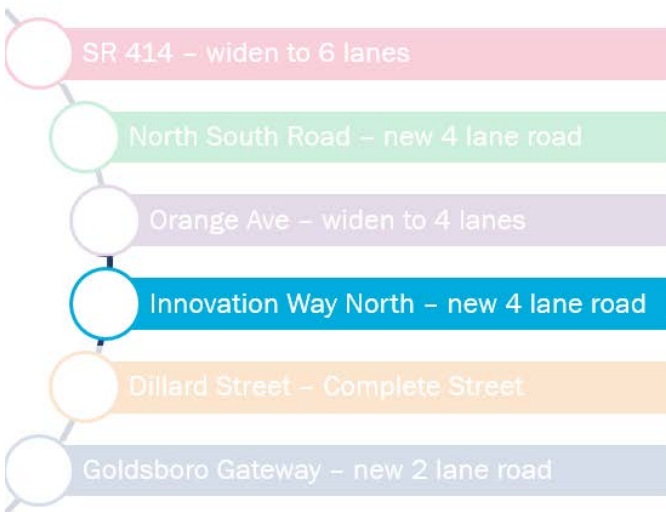 SR 414 – widen to 6 lanes
North South Road – new 4 lane road
Orange Ave – widen to 4 lanes
Innovation Way North – new 4 lane road
Dillard Street – Complete Street
Goldsboro Gateway – new 2 lane road